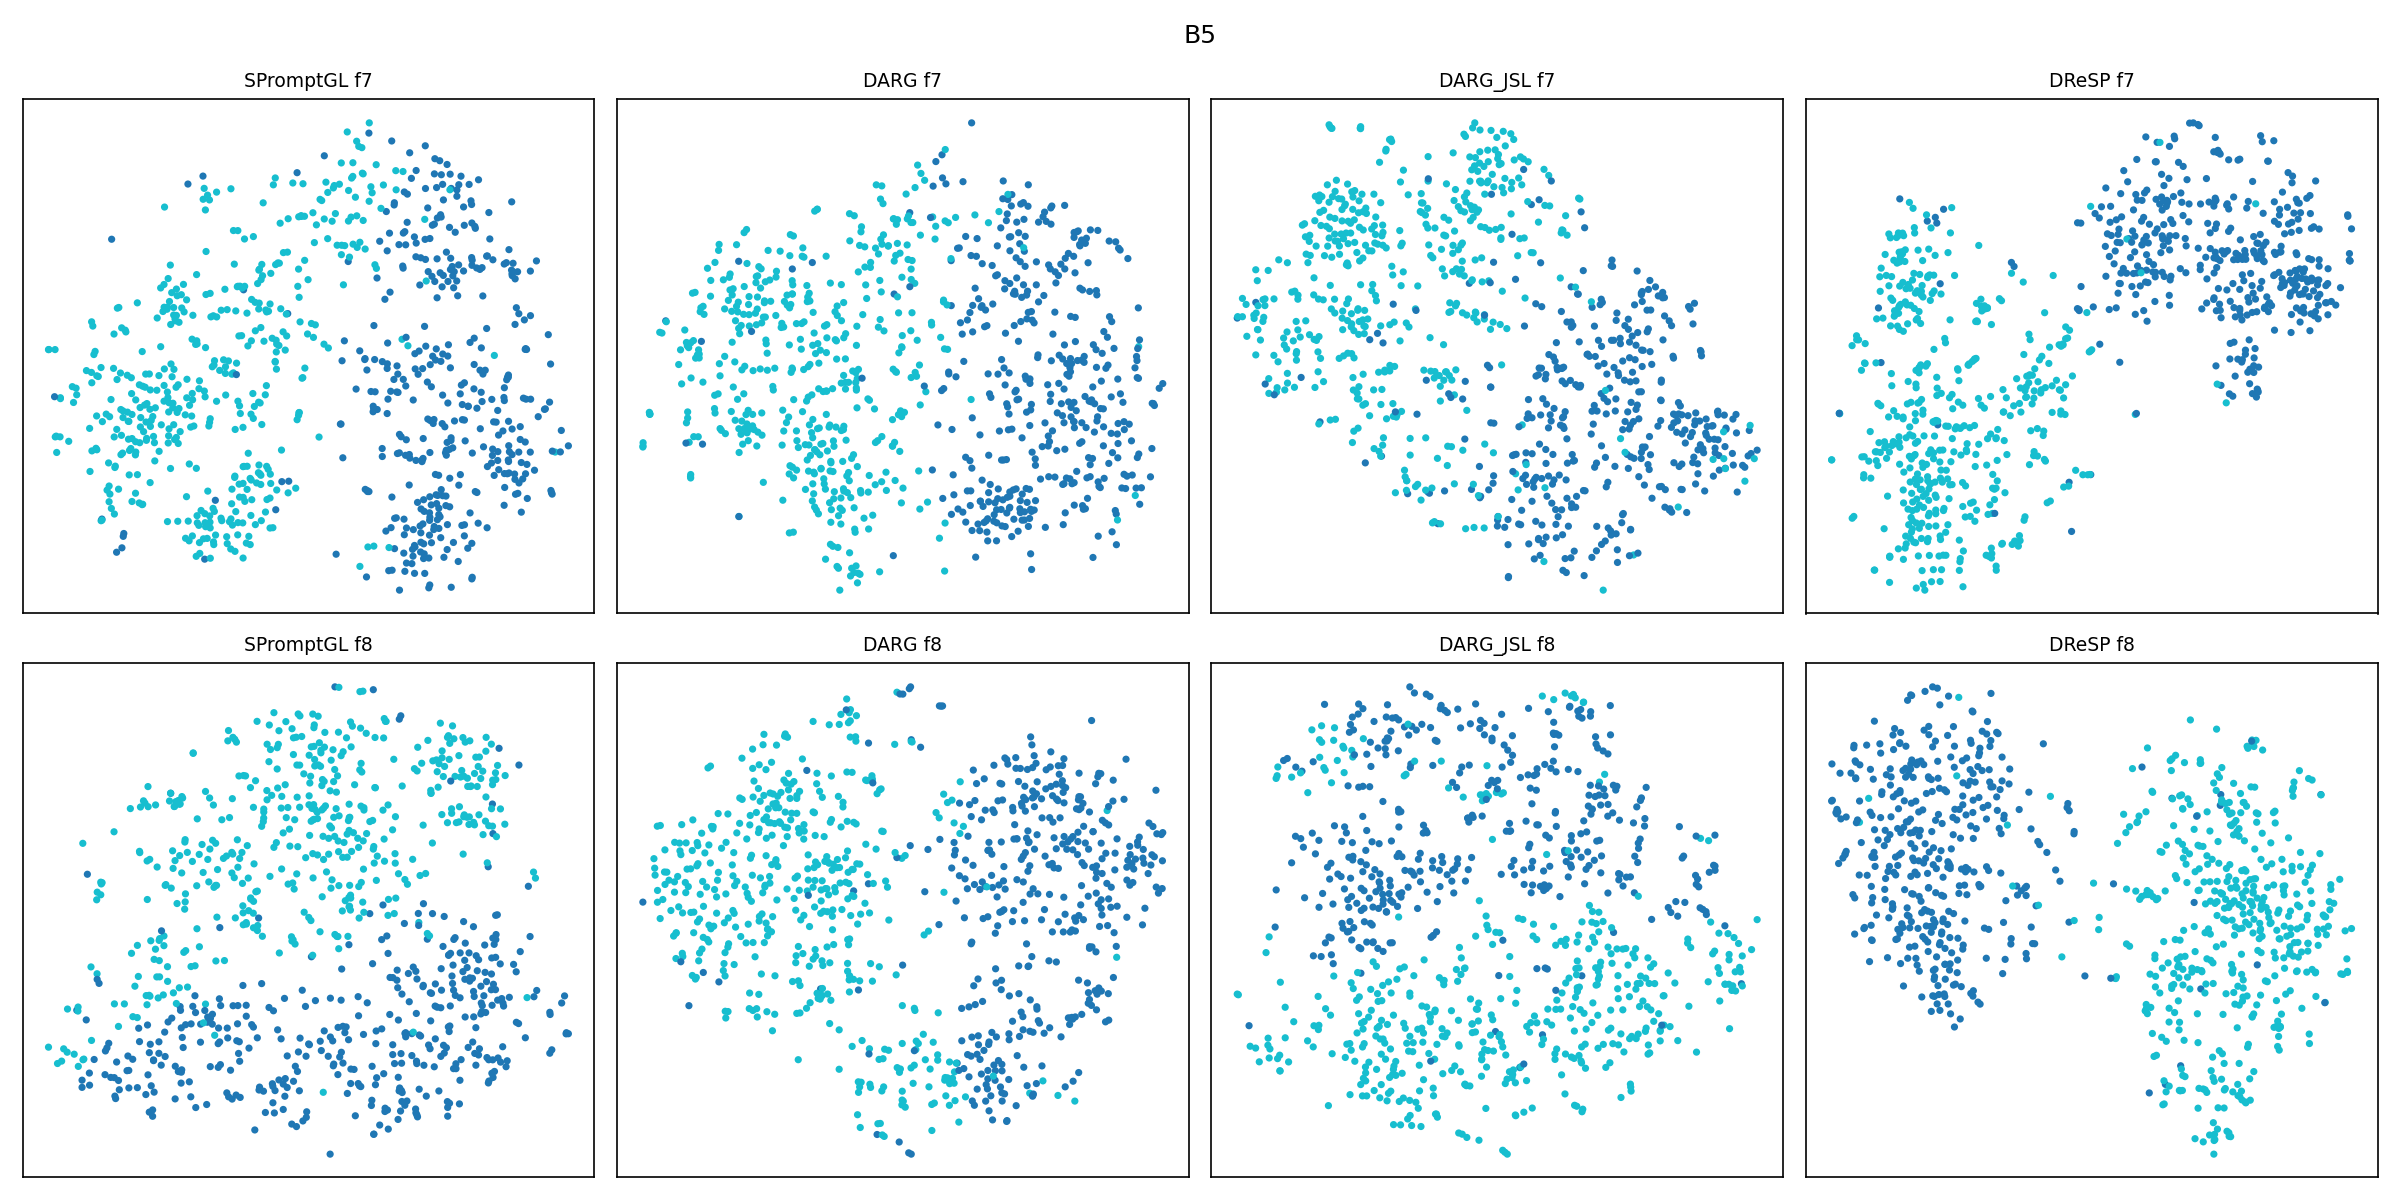 B5
SPromptGL f7
DARG f7
DARG_JSL f7
DReSP f7
SPromptGL f8
DARG f8
DARG_JSL f8
DReSP f8